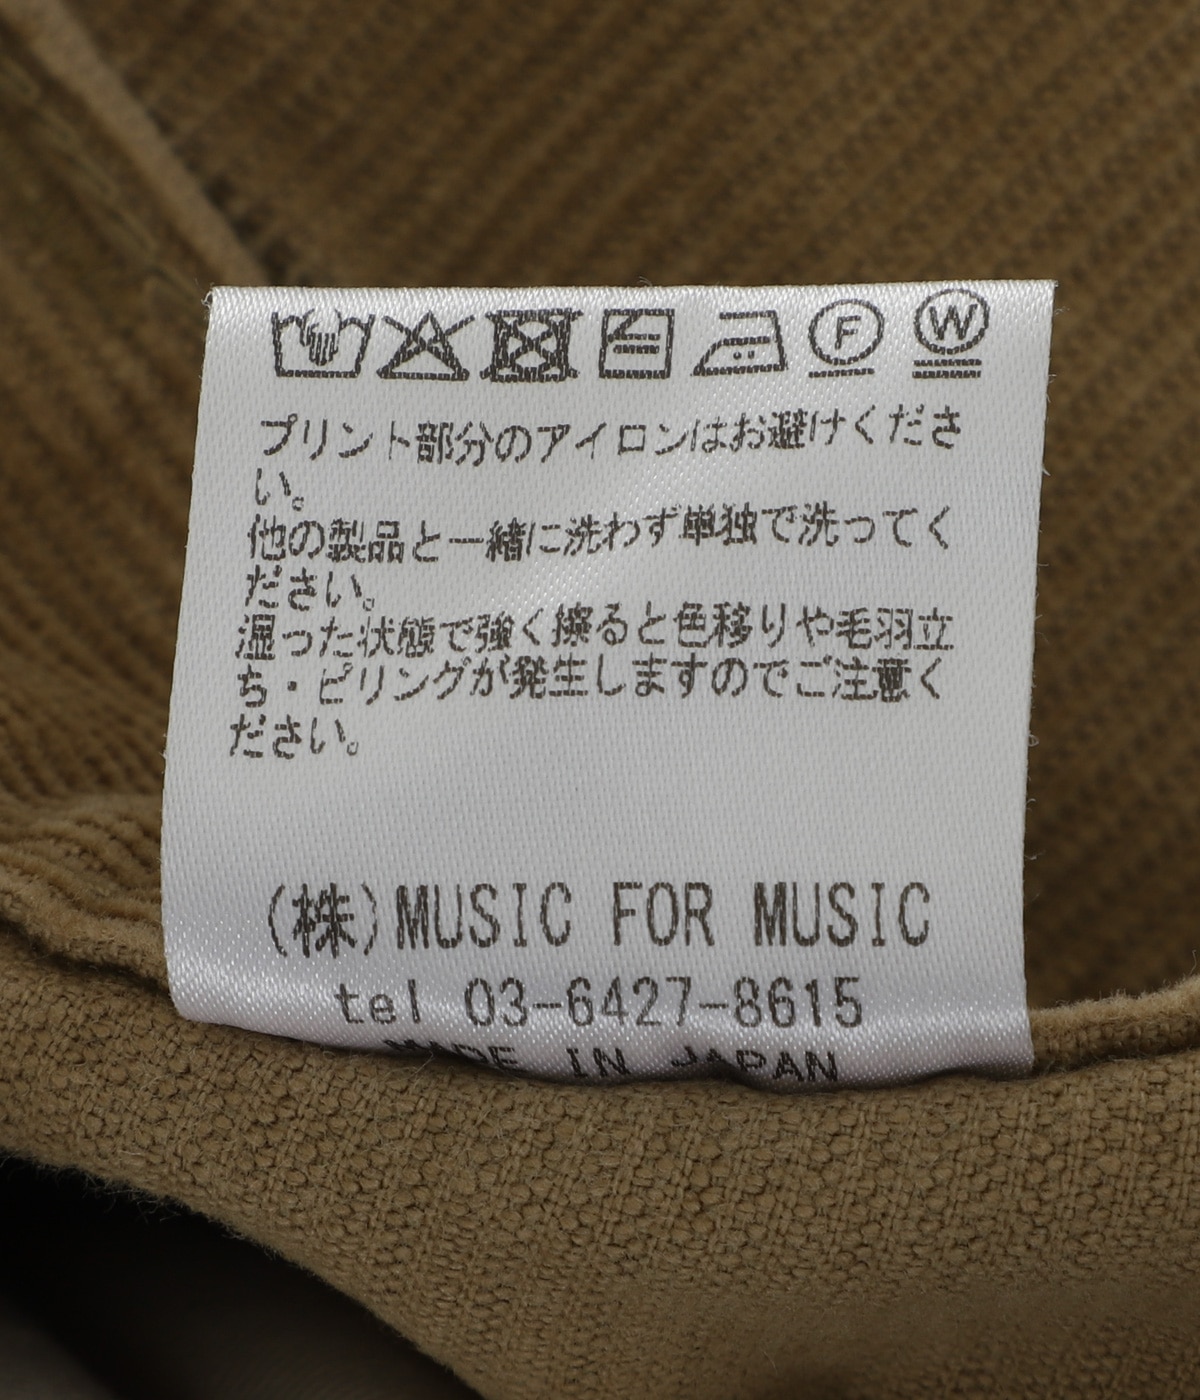 F W
プリント部分のアイロンはお避けくださ
い。
他の製品と一緒に洗わず単独で洗ってく
ださい。
湿った状態で強く擦ると色移りや毛羽立
ち・ピリングが発生しますのでご注意く
ださい。
(株)MUSIC FOR MUSIC
tel 03-6427-8615
MADE IN JAPAN